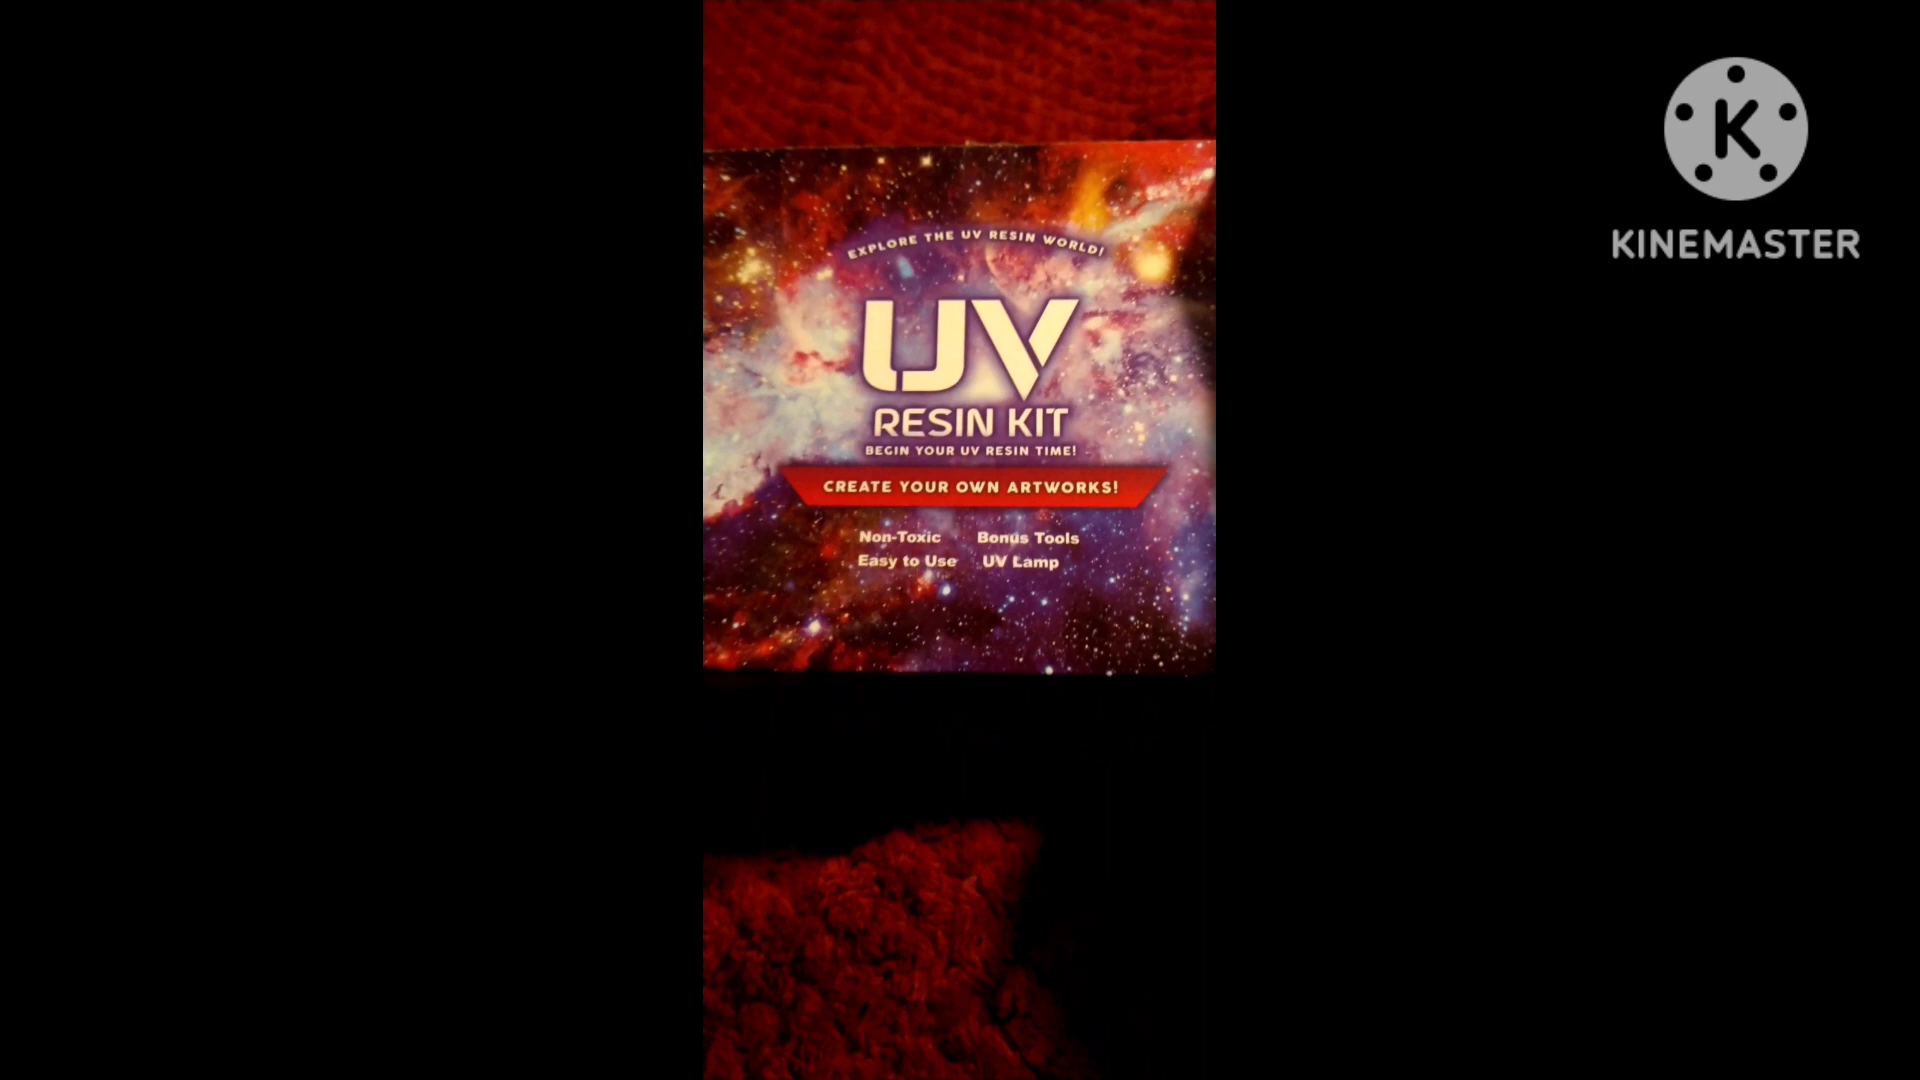 EXPLORE THE UV RESIN WORLD!
UV
RESIN KIT
BEGIN YOUR UV RESIN TIME!
CREATE YOUR OWN ARTWORKS!
Non-Toxic Bonus Tools
Easy to Use UV Lamp
K
KINEMASTER